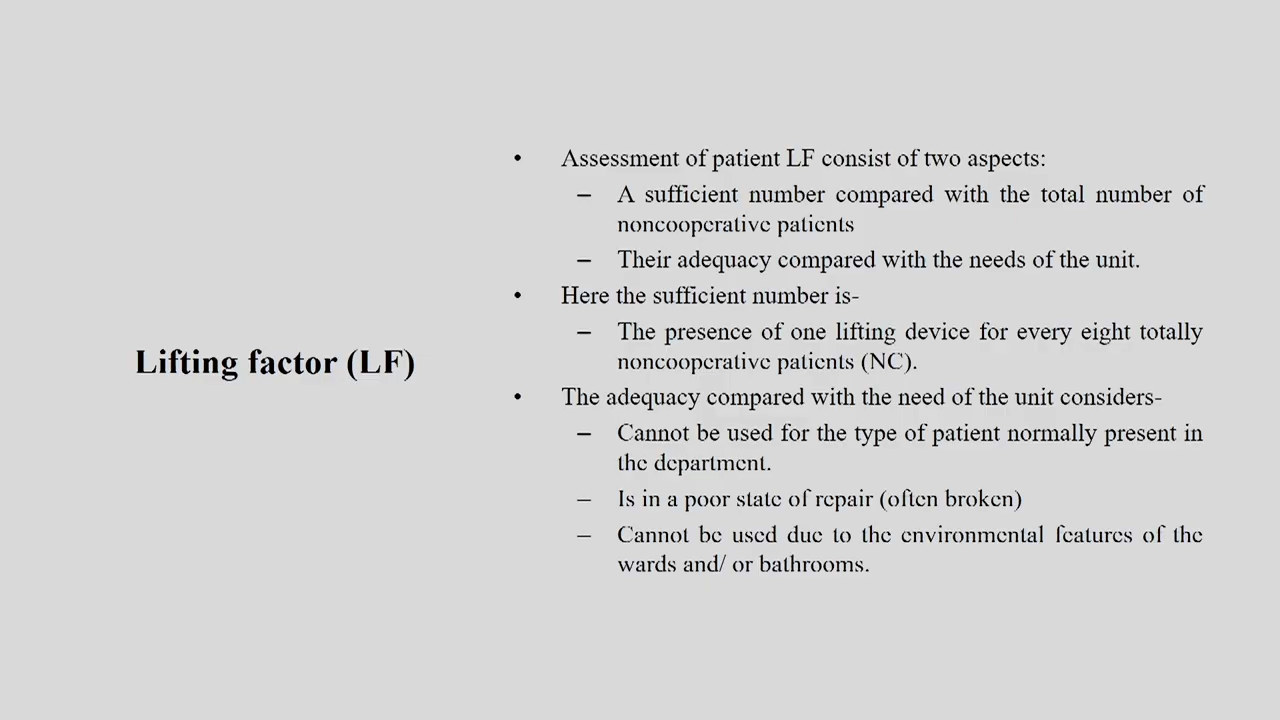 Lifting factor (LF)
• Assessment of patient LF consist of two aspects:
– A sufficient number compared with the total number of
noncooperative patients
– Their adequacy compared with the needs of the unit.
• Here the sufficient number is-
– The presence of one lifting device for every eight totally
noncooperative patients (NC).
• The adequacy compared with the need of the unit considers-
– Cannot be used for the type of patient normally present in
the department.
– Is in a poor state of repair (often broken)
– Cannot be used due to the environmental features of the
wards and/ or bathrooms.